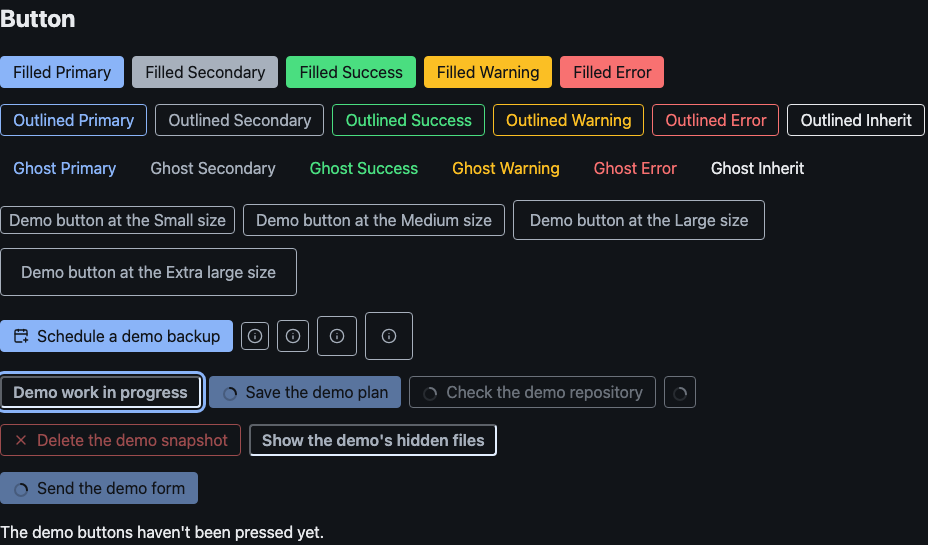 Button
Filled Primary Filled Secondary Filled Success Filled Warning Filled Error
Outlined Primary Outlined Secondary Outlined Success Outlined Warning Outlined Error Outlined Inherit
Ghost Primary Ghost Secondary Ghost Success Ghost Warning Ghost Error Ghost Inherit
Demo button at the Small size Demo button at the Medium size Demo button at the Large size
Demo button at the Extra large size
Schedule a demo backup
Demo work in progress Save the demo plan Check the demo repository
Delete the demo snapshot Show the demo's hidden files
Send the demo form
The demo buttons haven't been pressed yet.